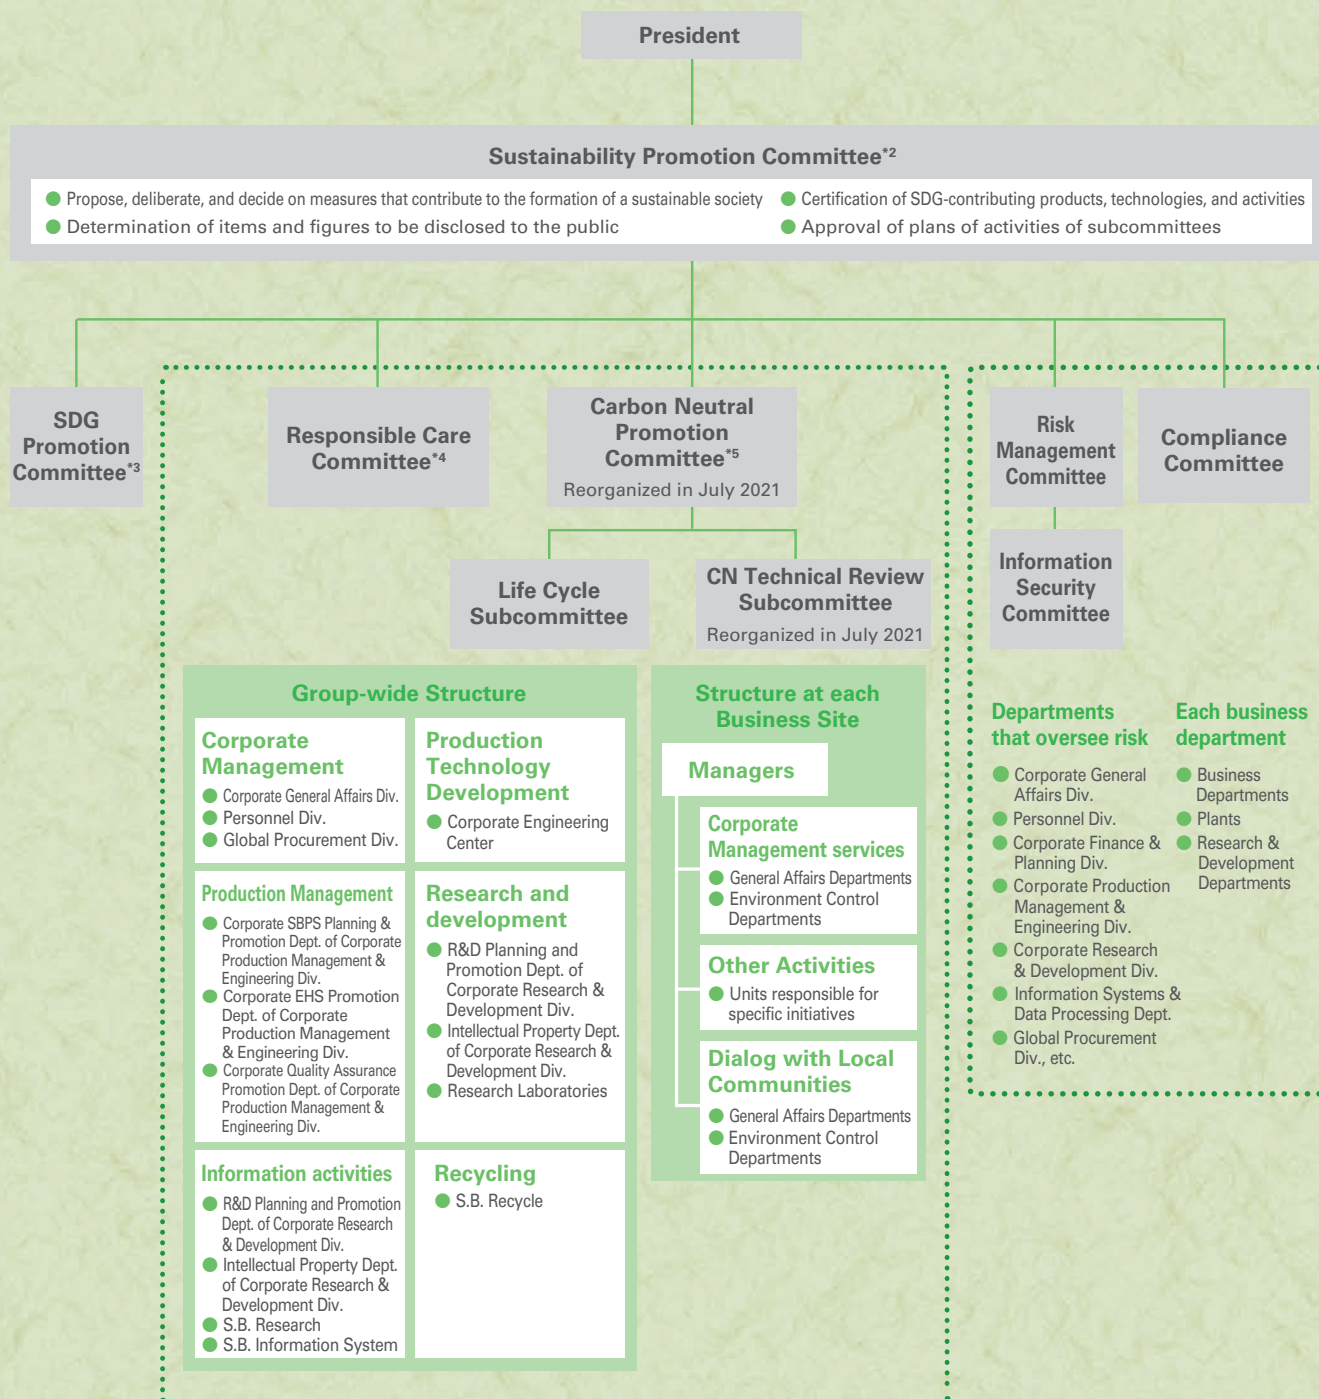 President
Sustainability Promotion Committee*2
● Propose, deliberate, and decide on measures that contribute to the formation of a sustainable society
● Certification of SDG-contributing products, technologies, and activities
● Determination of items and figures to be disclosed to the public
● Approval of plans of activities of subcommittees
SDG
Promotion
Committee*3
Responsible Care
Committee*4
Carbon Neutral
Promotion
Committee*5
Reorganized in July 2021
Risk
Management
Committee
Compliance
Committee
Life Cycle
Subcommittee
CN Technical Review
Subcommittee
Reorganized in July 2021
Information
Security
Committee
Group-wide Structure
Corporate
Management
● Corporate General Affairs Div.
● Personnel Div.
● Global Procurement Div.
Production
Technology
Development
● Corporate Engineering
Center
Production Management
● Corporate SBPS Planning &
Promotion Dept. of Corporate
Production Management &
Engineering Div.
● Corporate EHS Promotion
Dept. of Corporate
Production Management
& Engineering Div.
● Corporate Quality Assurance
Promotion Dept. of Corporate
Production Management &
Engineering Div.
Research and
development
● R&D Planning and
Promotion Dept. of
Corporate Research &
Development Div.
● Intellectual Property Dept.
of Corporate Research &
Development Div.
● Research Laboratories
Information activities
● R&D Planning and Promotion
Dept. of Corporate Research
& Development Div.
● Intellectual Property Dept.
of Corporate Research &
Development Div.
● S.B. Research
● S.B. Information System
Recycling
● S.B. Recycle
Structure at each
Business Site
Managers
Corporate
Management services
● General Affairs Departments
● Environment Control
Departments
Other Activities
● Units responsible for
specific initiatives
Dialog with Local
Communities
● General Affairs Departments
● Environment Control
Departments
Departments
that oversee risk
● Corporate General
Affairs Div.
● Personnel Div.
● Corporate Finance &
Planning Div.
● Corporate Production
Management &
Engineering Div.
● Corporate Research
& Development Div.
● Information Systems &
Data Processing Dept.
● Global Procurement
Div., etc.
Each business
department
● Business
Departments
● Plants
● Research &
Development
Departments